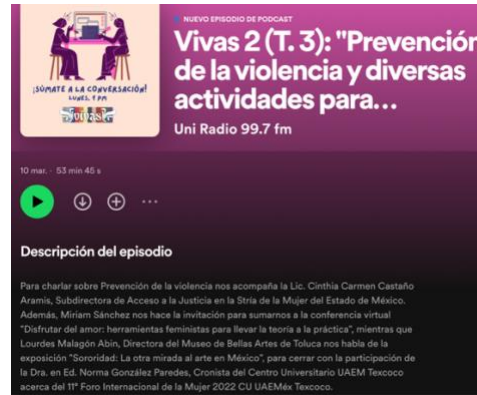 ¡SÚMATE A LA CONVERSACIÓN!
LUNES, 1 PM
Vivas
NUEVO EPISODIO DE PODCAST
Vivas 2 (T. 3): "Prevención
de la violencia y diversas
actividades para...
Uni Radio 99.7 fm
10 mar. · 53 min 45 s
Descripción del episodio
Para charlar sobre Prevención de la violencia nos acompaña la Lic. Cinthia Carmen Castaño
Aramis, Subdirectora de Acceso a la Justicia en la Stría de la Mujer del Estado de México.
Además, Miriam Sánchez nos hace la invitación para sumarnos a la conferencia virtual
"Disfrutar del amor: herramientas feministas para llevar la teoría a la práctica", mientras que
Lourdes Malagón Abin, Directora del Museo de Bellas Artes de Toluca nos habla de la
exposición "Sororidad: La otra mirada al arte en México", para cerrar con la participación de
la Dra. en Ed. Norma González Paredes, Cronista del Centro Universitario UAEM Texcoco
acerca del 11° Foro Internacional de la Mujer 2022 CU UAEMéx Texcoco.